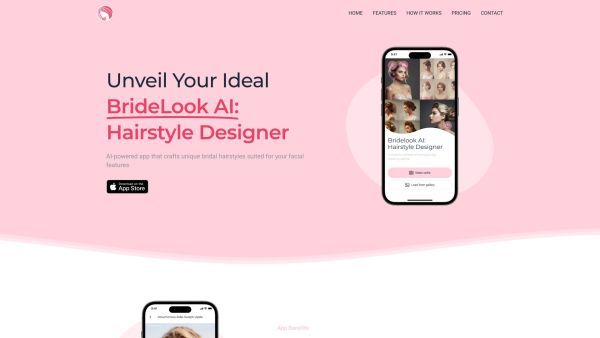 HOME FEATURES HOW IT WORKS PRICING CONTACT
Unveil Your Ideal
BrideLook AI:
Hairstyle Designer
AI-powered app that crafts unique bridal hairstyles suited for your facial
features
Download on the
App Store
Bridelook AI:
Hairstyle Designer
Make selfie
Load from gallery
App Benefits